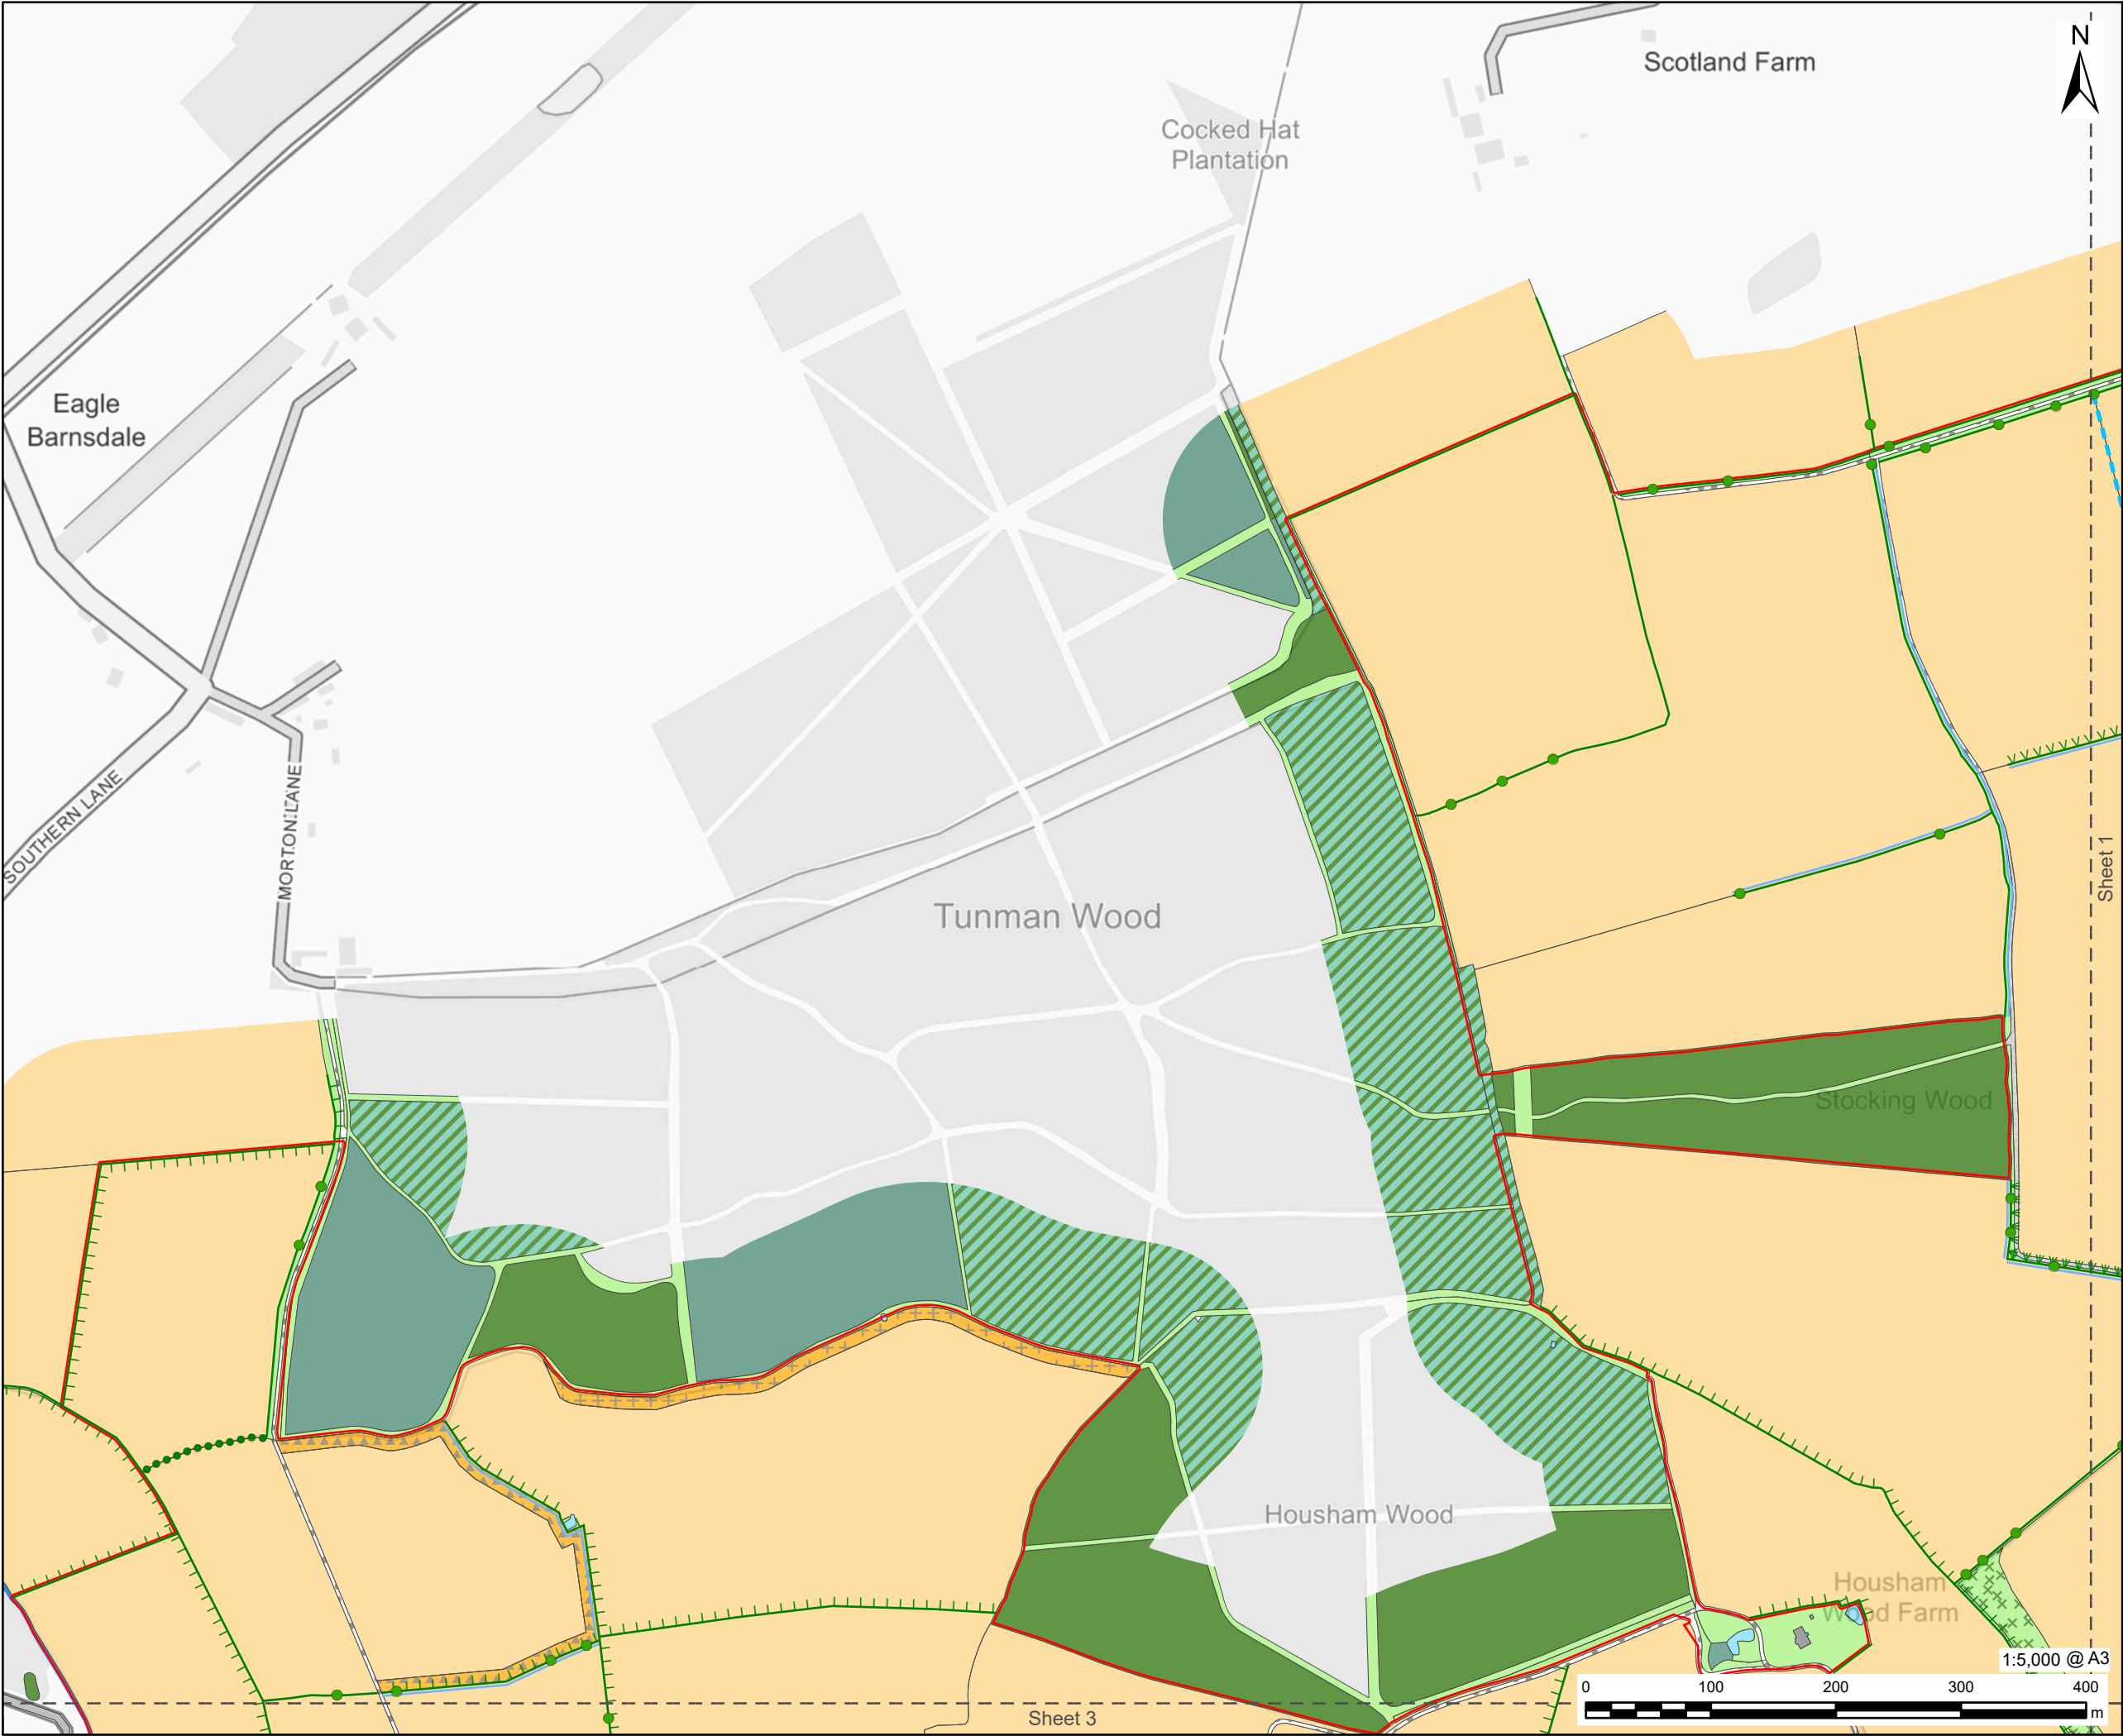 N
Scotland Farm
Cocked Hat
Plantation
Eagle
Barnsdale
SOUTHERN LANE
MORTON LANE
Tunman Wood
Sheet 1
Stocking Wood
Housham Wood
Housham
Wood Farm
1:5,000 @ A3
0 100 200 300 400
m
Sheet 3